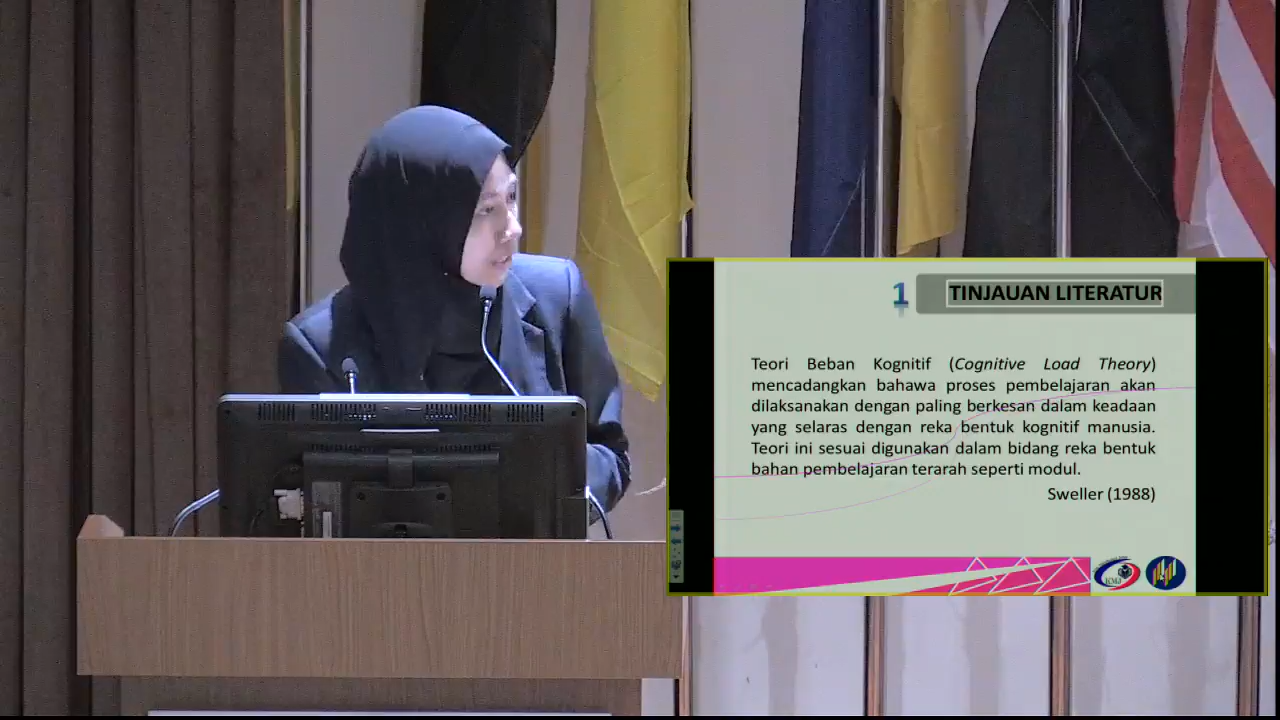 1 TINJAUAN LITERATUR
Teori Beban Kognitif (Cognitive Load Theory)
mencadangkan bahawa proses pembelajaran akan
dilaksanakan dengan paling berkesan dalam keadaan
yang selaras dengan reka bentuk kognitif manusia.
Teori ini sesuai digunakan dalam bidang reka bentuk
bahan pembelajaran terarah seperti modul.
Sweller (1988)